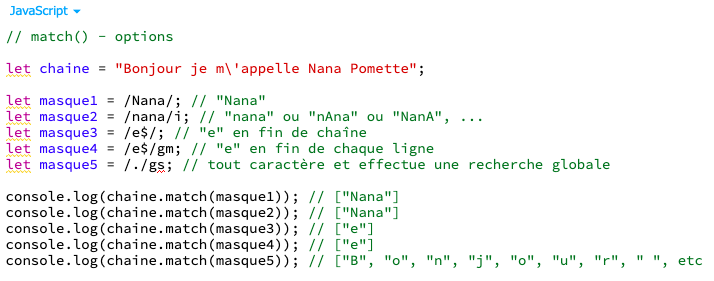 JavaScript
// match() - options
let chaine = "Bonjour je m\'appelle Nana Pomette";
let masque1 = /Nana/; // "Nana"
let masque2 = /nana/i; // "nana" ou "nAna" ou "NanA", ...
let masque3 = /e$/; // "e" en fin de chaîne
let masque4 = /e$/gm; // "e" en fin de chaque ligne
let masque5 = /./gs; // tout caractère et effectue une recherche globale
console.log(chaine.match(masque1)); // ["Nana"]
console.log(chaine.match(masque2)); // ["Nana"]
console.log(chaine.match(masque3)); // ["e"]
console.log(chaine.match(masque4)); // ["e"]
console.log(chaine.match(masque5)); // ["B", "o", "n", "j", "o", "u", "r", " ", etc